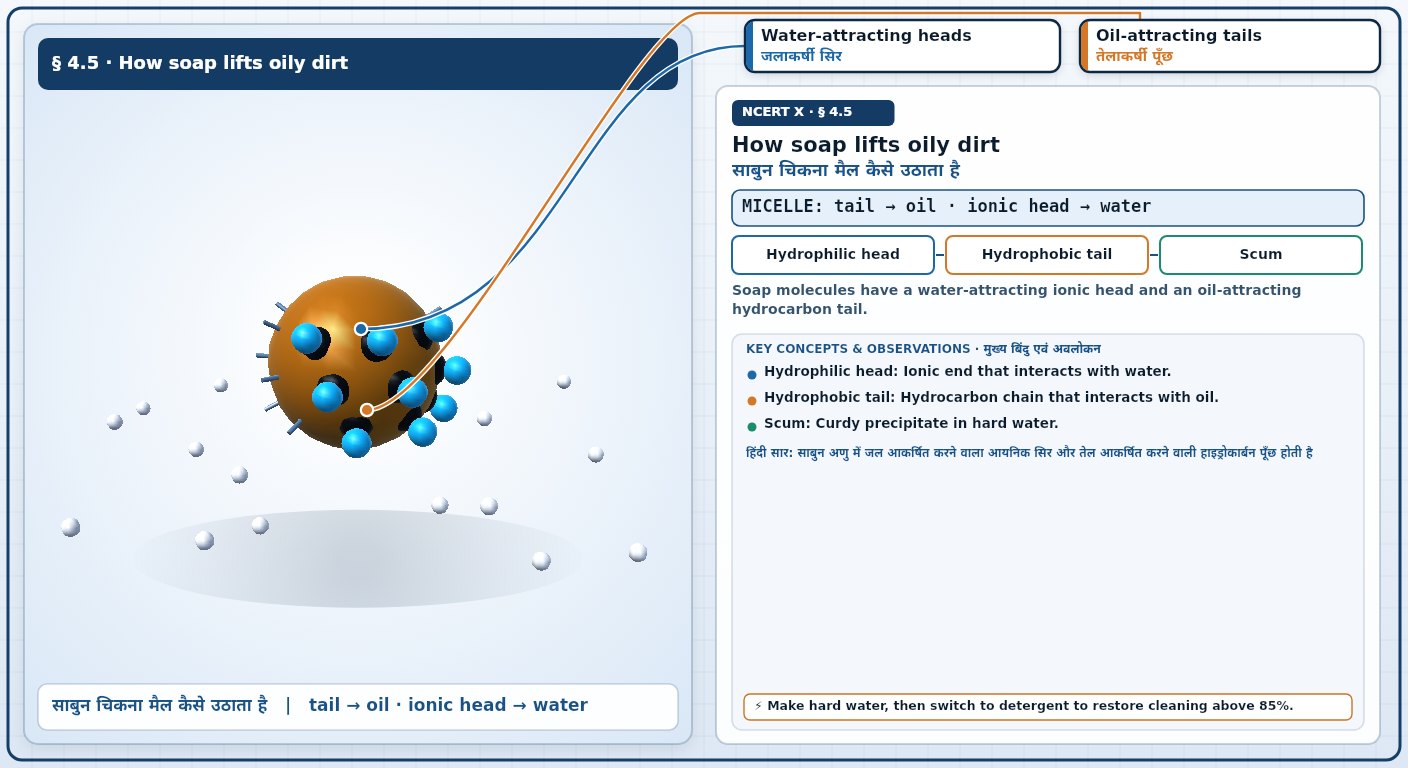 § 4.5 · How soap lifts oily dirt
Water-attracting heads
जलाकर्षी सिर
Oil-attracting tails
तेलाकर्षी पूँछ
NCERT X · § 4.5
How soap lifts oily dirt
साबुन चिकना मैल कैसे उठाता है
MICELLE: tail → oil · ionic head → water
Hydrophilic head
Hydrophobic tail
Scum
Soap molecules have a water-attracting ionic head and an oil-attracting
hydrocarbon tail.
KEY CONCEPTS & OBSERVATIONS · मुख्य बिंदु एवं अवलोकन
Hydrophilic head: Ionic end that interacts with water.
Hydrophobic tail: Hydrocarbon chain that interacts with oil.
Scum: Curdy precipitate in hard water.
हिंदी सार: साबुन अणु में जल आकर्षित करने वाला आयनिक सिर और तेल आकर्षित करने वाली हाइड्रोकार्बन पूँछ होती है
⚡ Make hard water, then switch to detergent to restore cleaning above 85%.
साबुन चिकना मैल कैसे उठाता है | tail → oil · ionic head → water